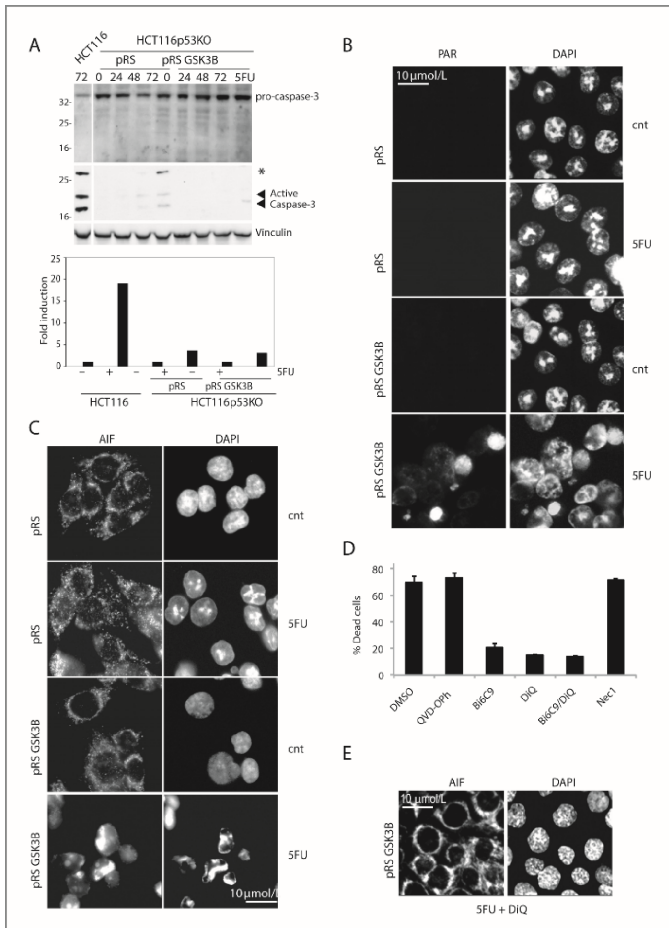 A
HCT116
HCT116p53KO
pRS
pRS GSK3B
72 0 24 48 72 0 24 48 72 5FU
32-
25-
16-
pro-caspase-3
25-
16-
*
Active
Caspase-3
Vinculin
Fold induction
25
20
15
10
5
0
− + − + − + 5FU
pRS pRS GSK3B
HCT116 HCT116p53KO
B
PAR DAPI
10 μmol/L
pRS
cnt
pRS
5FU
pRS GSK3B
cnt
pRS GSK3B
5FU
C
AIF DAPI
pRS
cnt
pRS
5FU
pRS GSK3B
cnt
pRS GSK3B
5FU
10 μmol/L
D
% Dead cells
80
60
40
20
0
DMSO
QVD-OPh
Bi6C9
DiQ
Bi6C9/DiQ
Nec1
E
AIF DAPI
10 μmol/L
pRS GSK3B
5FU + DiQ